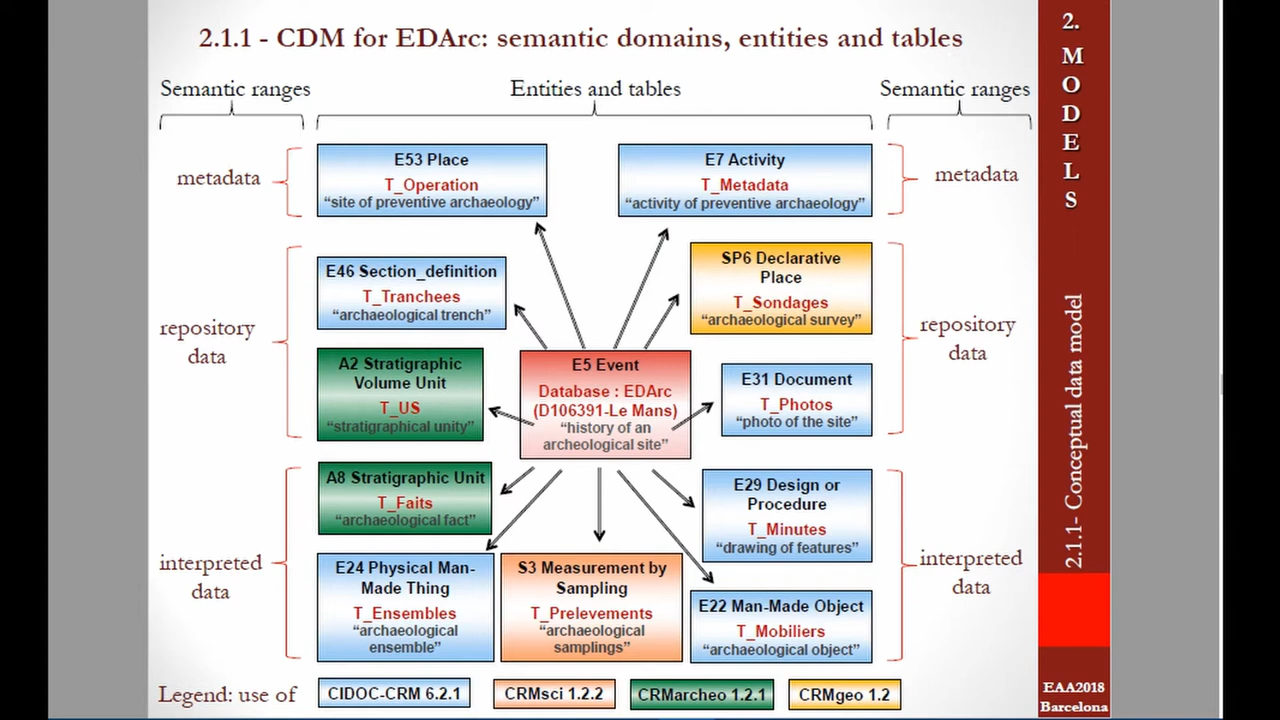 2.1.1 - CDM for EDArc: semantic domains, entities and tables
Semantic ranges
Entities and tables
Semantic ranges
metadata
E53 Place
T_Operation
“site of preventive archaeology”
E7 Activity
T_Metadata
“activity of preventive archaeology”
metadata
repository
data
E46 Section_definition
T_Tranchees
“archaeological trench”
SP6 Declarative
Place
T_Sondages
“archaeological survey”
repository
data
A2 Stratigraphic
Volume Unit
T_US
“stratigraphical unity”
E5 Event
Database : EDArc
(D106391-Le Mans)
“history of an
archeological site”
E31 Document
T_Photos
“photo of the site”
interpreted
data
A8 Stratigraphic Unit
T_Faits
“archaeological fact”
E29 Design or
Procedure
T_Minutes
“drawing of features”
interpreted
data
E24 Physical Man-
Made Thing
T_Ensembles
“archaeological
ensemble”
S3 Measurement by
Sampling
T_Prelevements
“archaeological
samplings”
E22 Man-Made Object
T_Mobiliers
“archaeological object”
Legend: use of
CIDOC-CRM 6.2.1
CRMsci 1.2.2
CRMarcheo 1.2.1
CRMgeo 1.2
2.
M
O
D
E
L
S
2.1.1- Conceptual data model
EAA2018
Barcelona